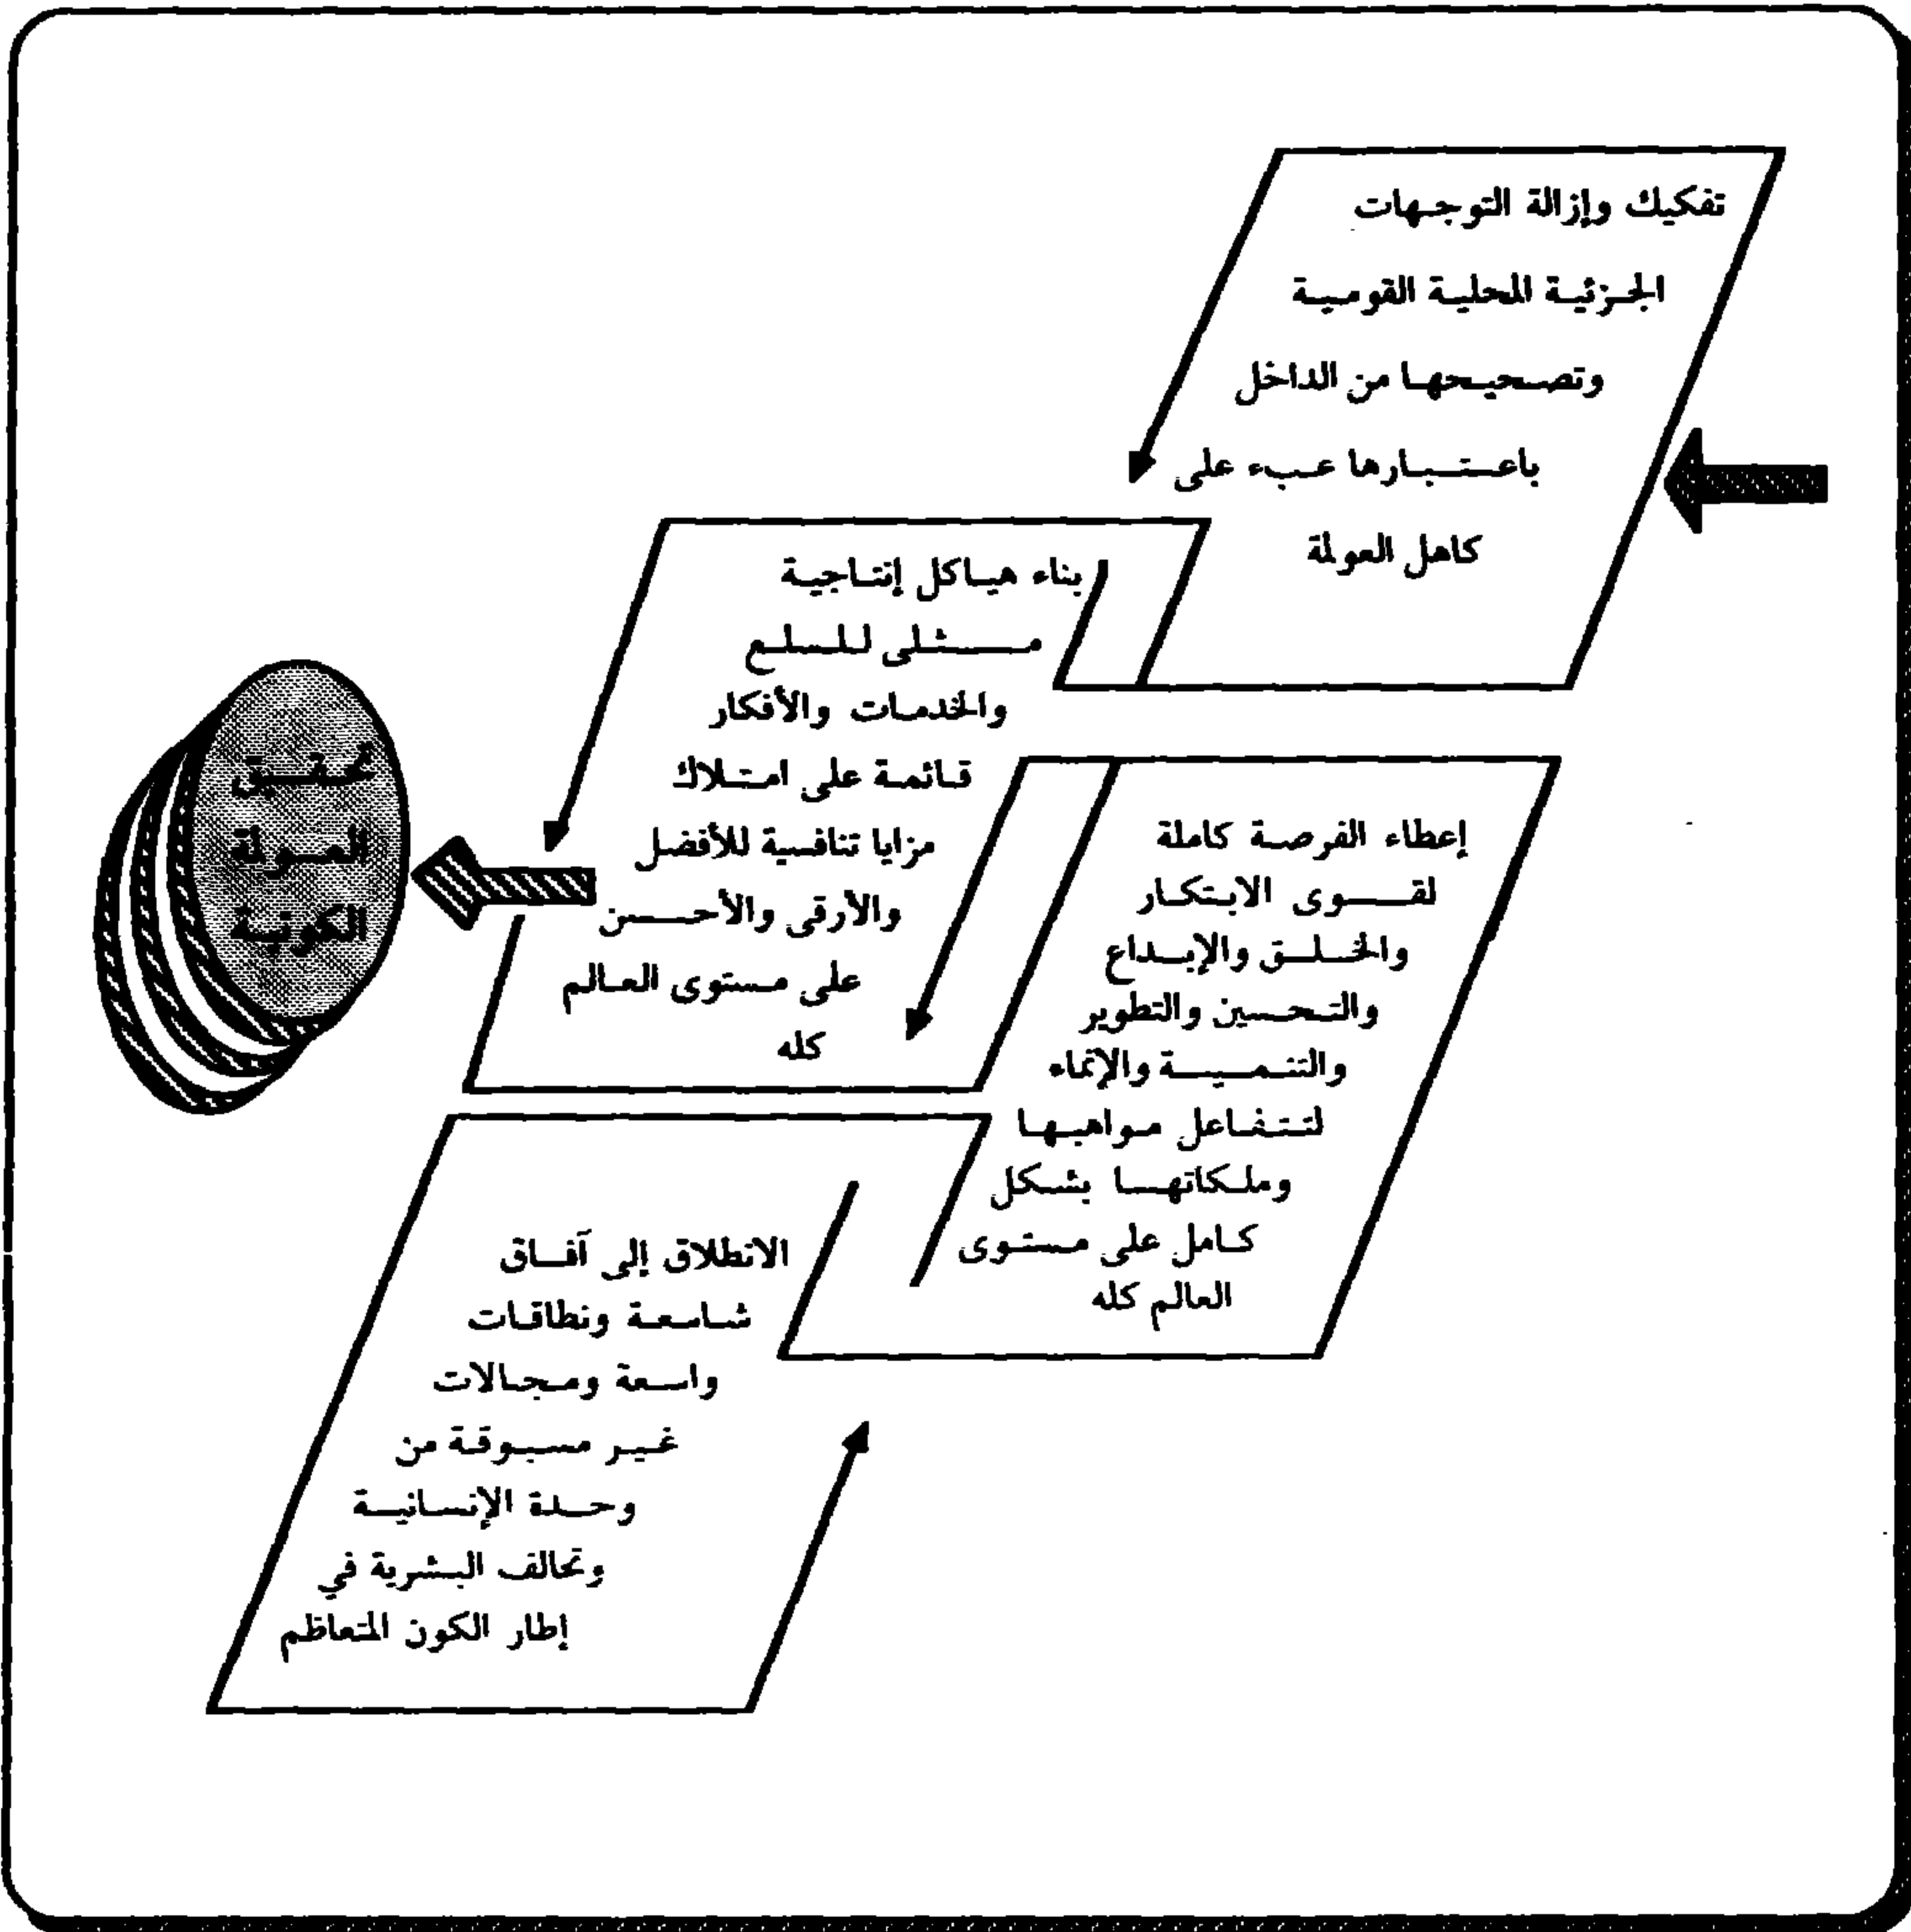 تفكيك وإزالة التوجهات
الجزئية المحلية القومية
وتصحيحها من الداخل
باعتبارها عبء على
كاهل العولة
بناء هياكل إنتاجية
مثلى للسلع
والخدمات والأفكار
قائمة على امتلاك
مزايا تنافسية للأفضل
والأرقى والأحسن
على مستوى العالم
كله
إعطاء الفرصة كاملة
لقوى الابتكار
والخلق والإبداع
والتحسين والتطوير
والتنمية والإنماء
لتتفاعل مواهبها
وملكاتها بشكل
كامل على مستوى
العالم كله
الانطلاق إلى آفاق
شاسعة ونطاقات
واسعة ومجالات
غير مسبوقة من
وحدة الإنسانية
وتحالف البشرية في
إطار الكون المتعاظم
تحقيق
العولة
الكونية